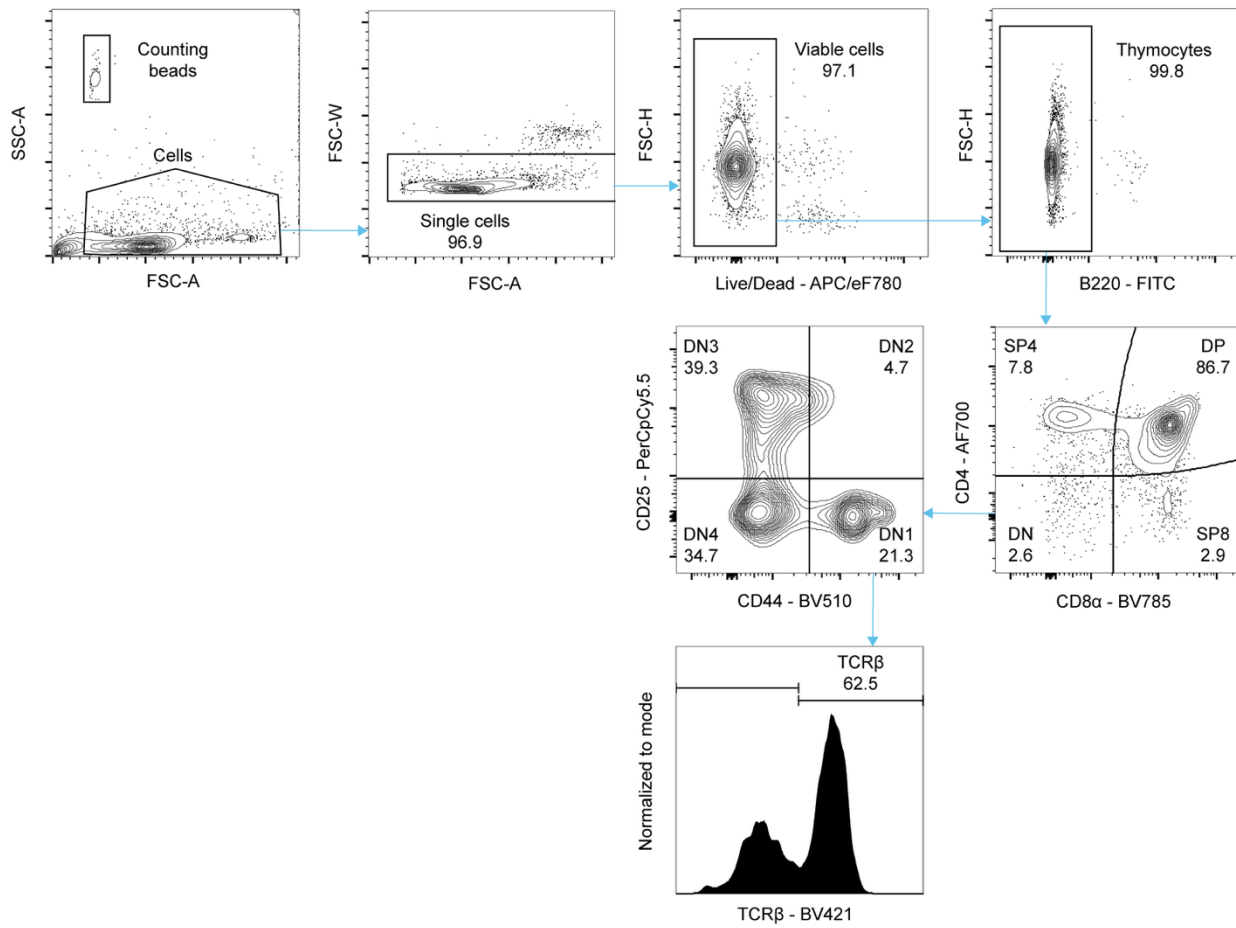 Counting
beads
Cells
SSC-A
FSC-A
Single cells
96.9
FSC-W
FSC-A
Viable cells
97.1
FSC-H
Live/Dead - APC/eF780
Thymocytes
99.8
FSC-H
B220 - FITC
DN3
39.3
DN2
4.7
DN4
34.7
DN1
21.3
CD25 - PerCpCy5.5
CD44 - BV510
SP4
7.8
DP
86.7
DN
2.6
SP8
2.9
CD4 - AF700
CD8α - BV785
TCRβ
62.5
Normalized to mode
TCRβ - BV421